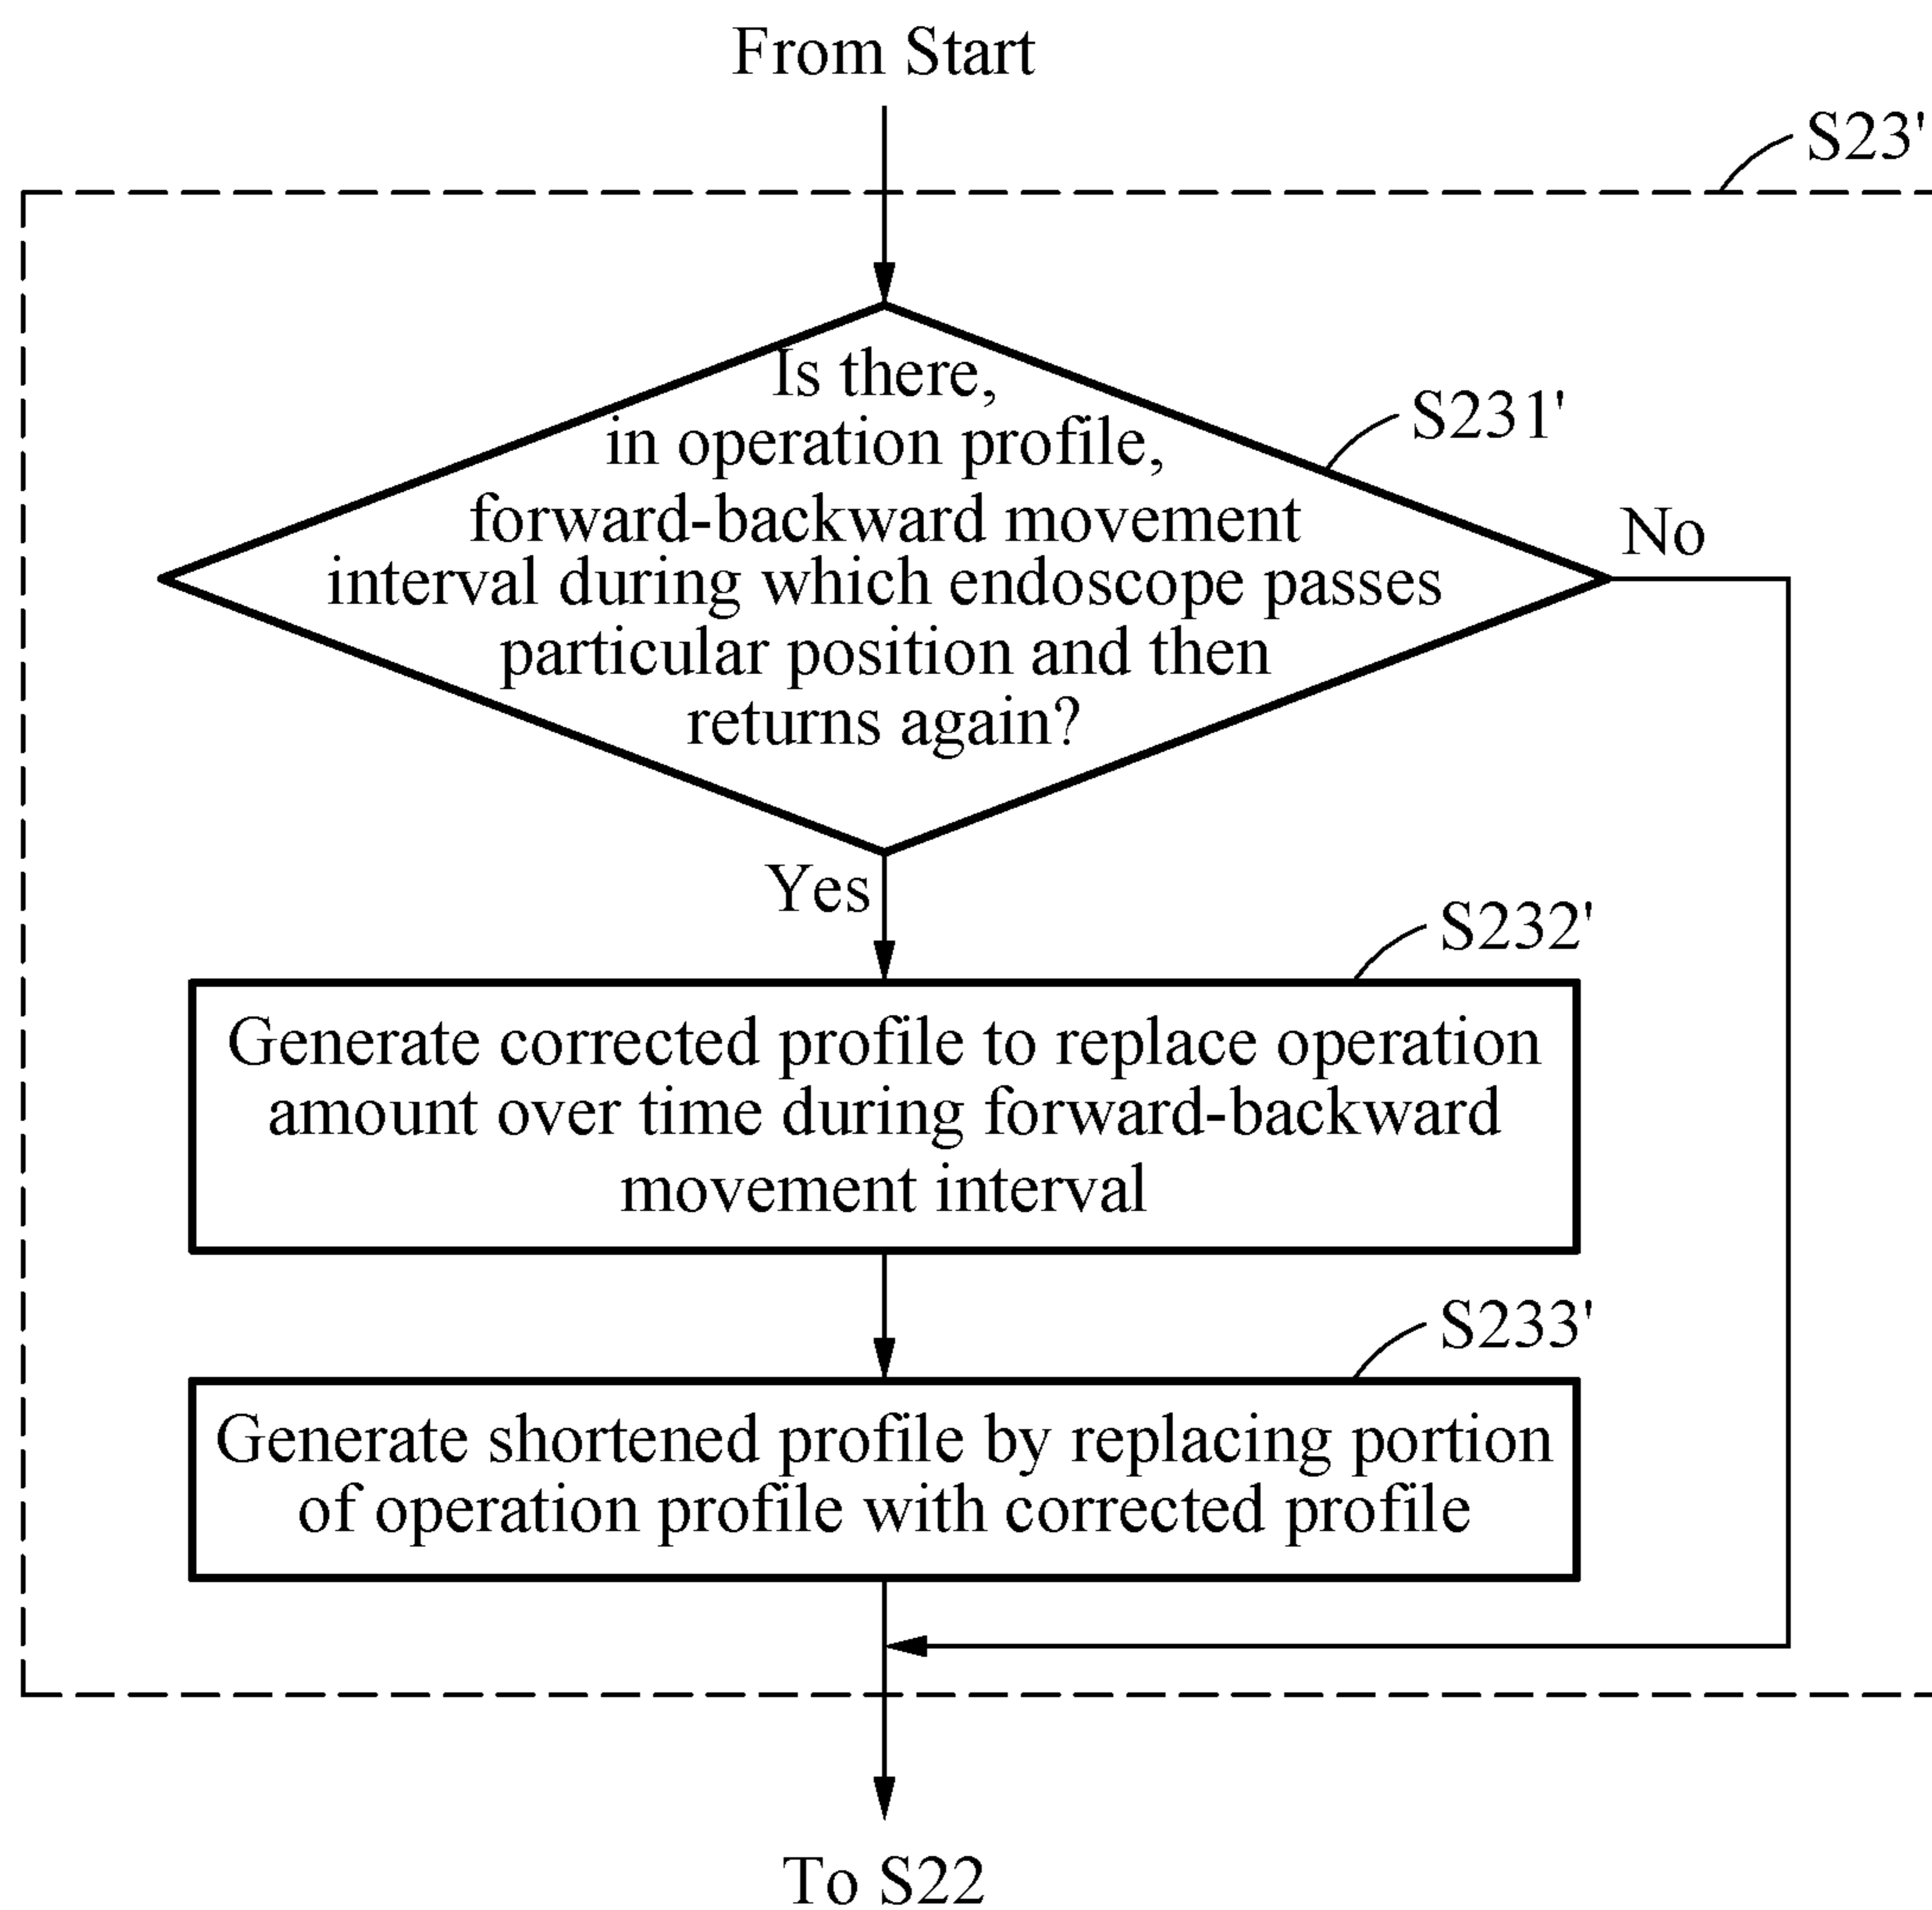 From Start
S23'
Is there,
in operation profile,
forward-backward movement
interval during which endoscope passes
particular position and then
returns again?
S231'
No
Yes
S232'
Generate corrected profile to replace operation
amount over time during forward-backward
movement interval
S233'
Generate shortened profile by replacing portion
of operation profile with corrected profile
To S22